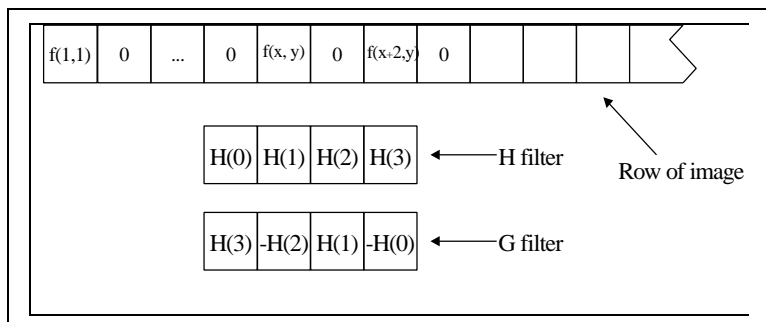 f(1,1) 0 ... 0 f(x, y) 0 f(x+2,y) 0
H(0) H(1) H(2) H(3) H filter
Row of image
H(3) -H(2) H(1) -H(0) G filter